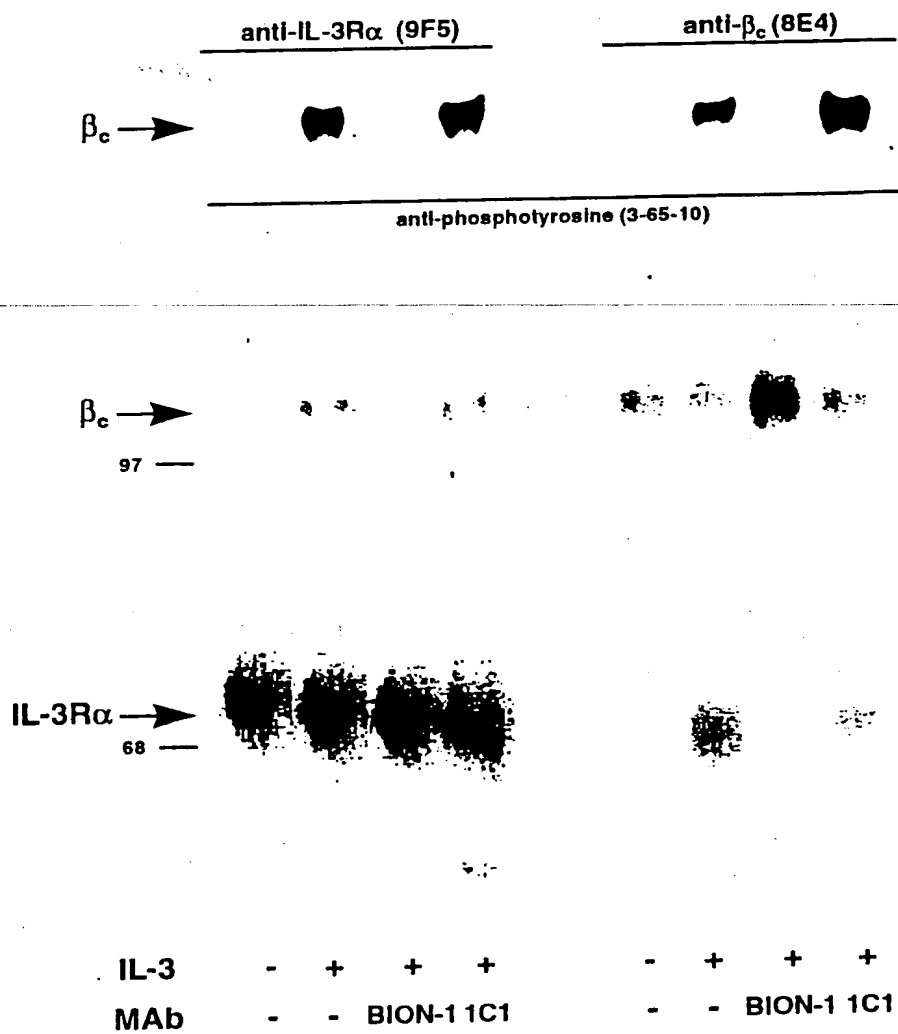 anti-IL-3Rα (9F5) anti-βc (8E4)
βc
anti-phosphotyrosine (3-65-10)
βc
97
IL-3Rα
68
IL-3 - + + + - + + +
MAb - - BION-1 1C1 - - BION-1 1C1